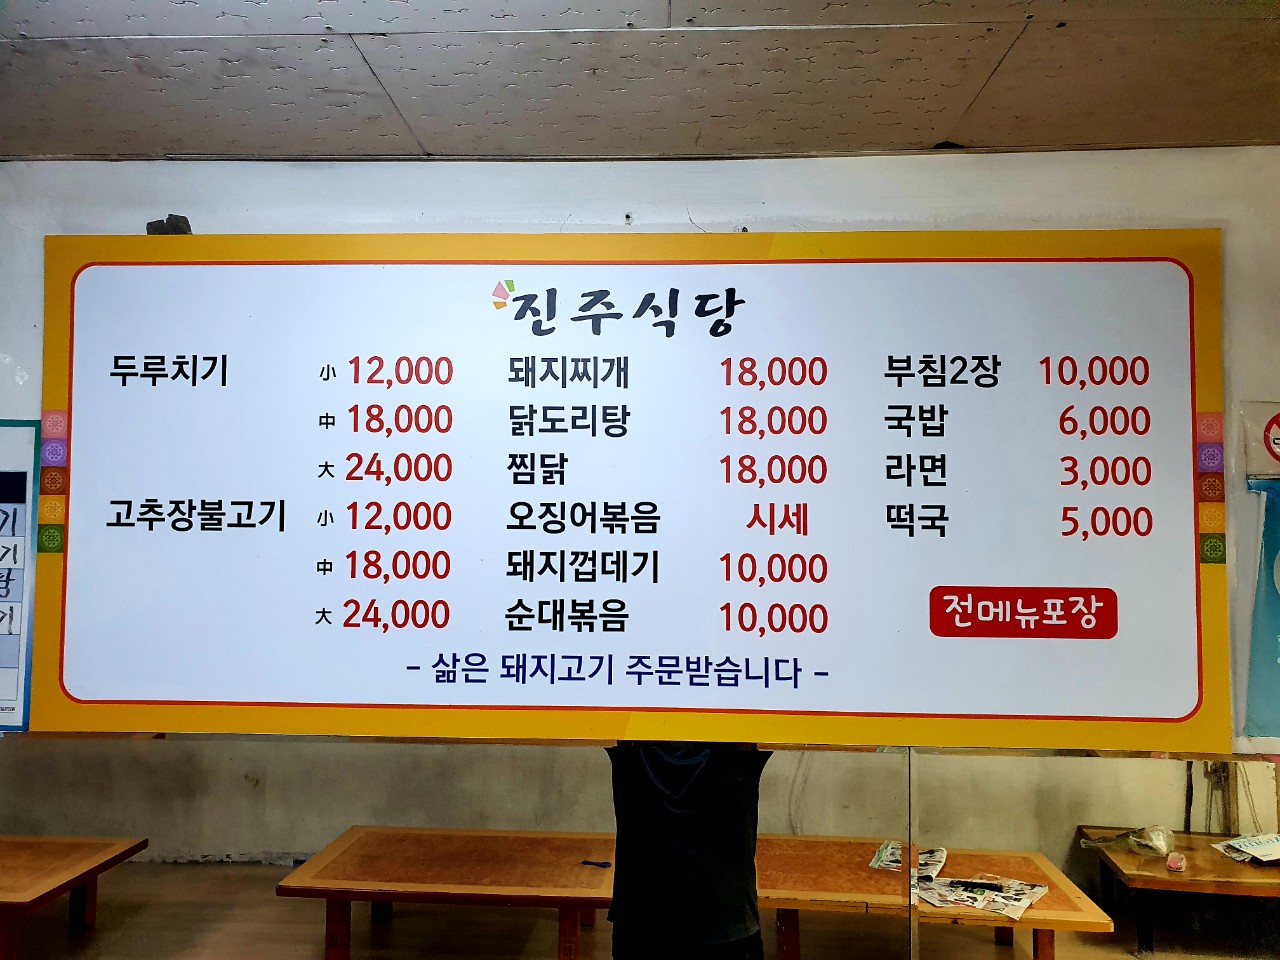 진주식당
두루치기 小 12,000 돼지찌개 18,000 부침2장 10,000
中 18,000 닭도리탕 18,000 국밥 6,000
大 24,000 찜닭 18,000 라면 3,000
고추장불고기 小 12,000 오징어볶음 시세 떡국 5,000
中 18,000 돼지껍데기 10,000
大 24,000 순대볶음 10,000
전메뉴포장
- 삶은 돼지고기 주문받습니다 -